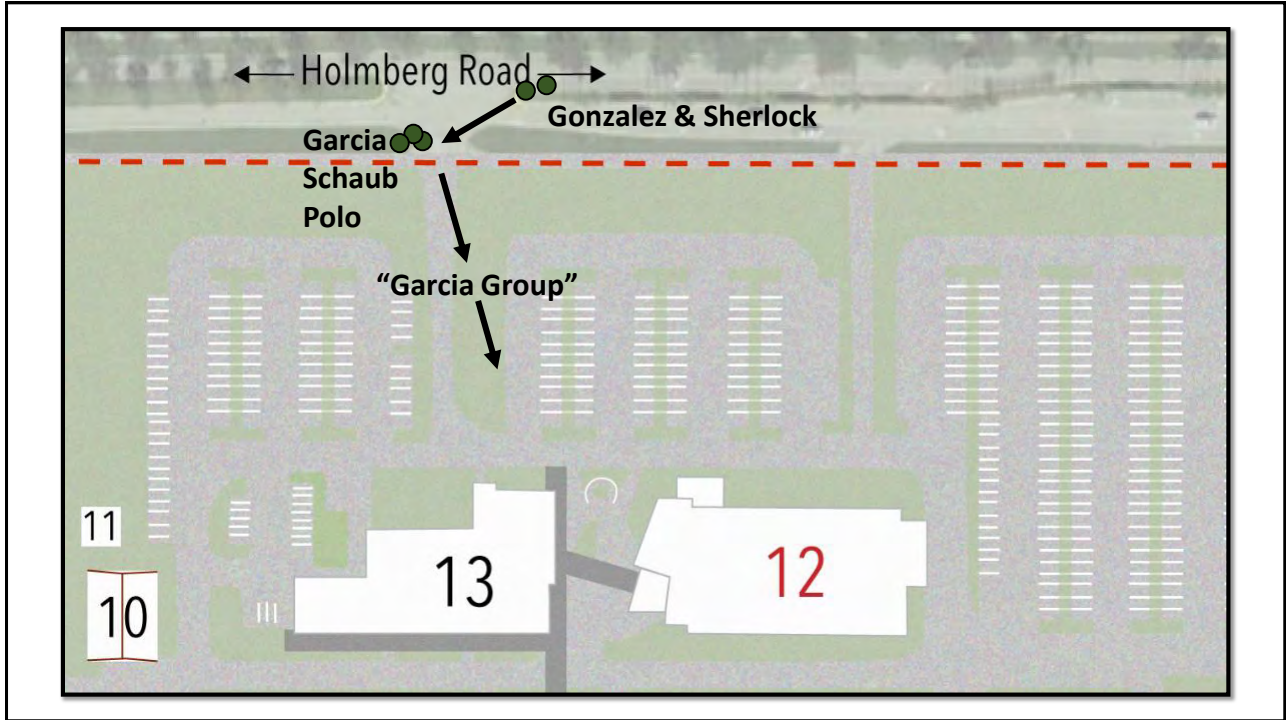 Holmberg Road
Gonzalez & Sherlock
Garcia
Schaub
Polo
“Garcia Group”
11
10
13
12